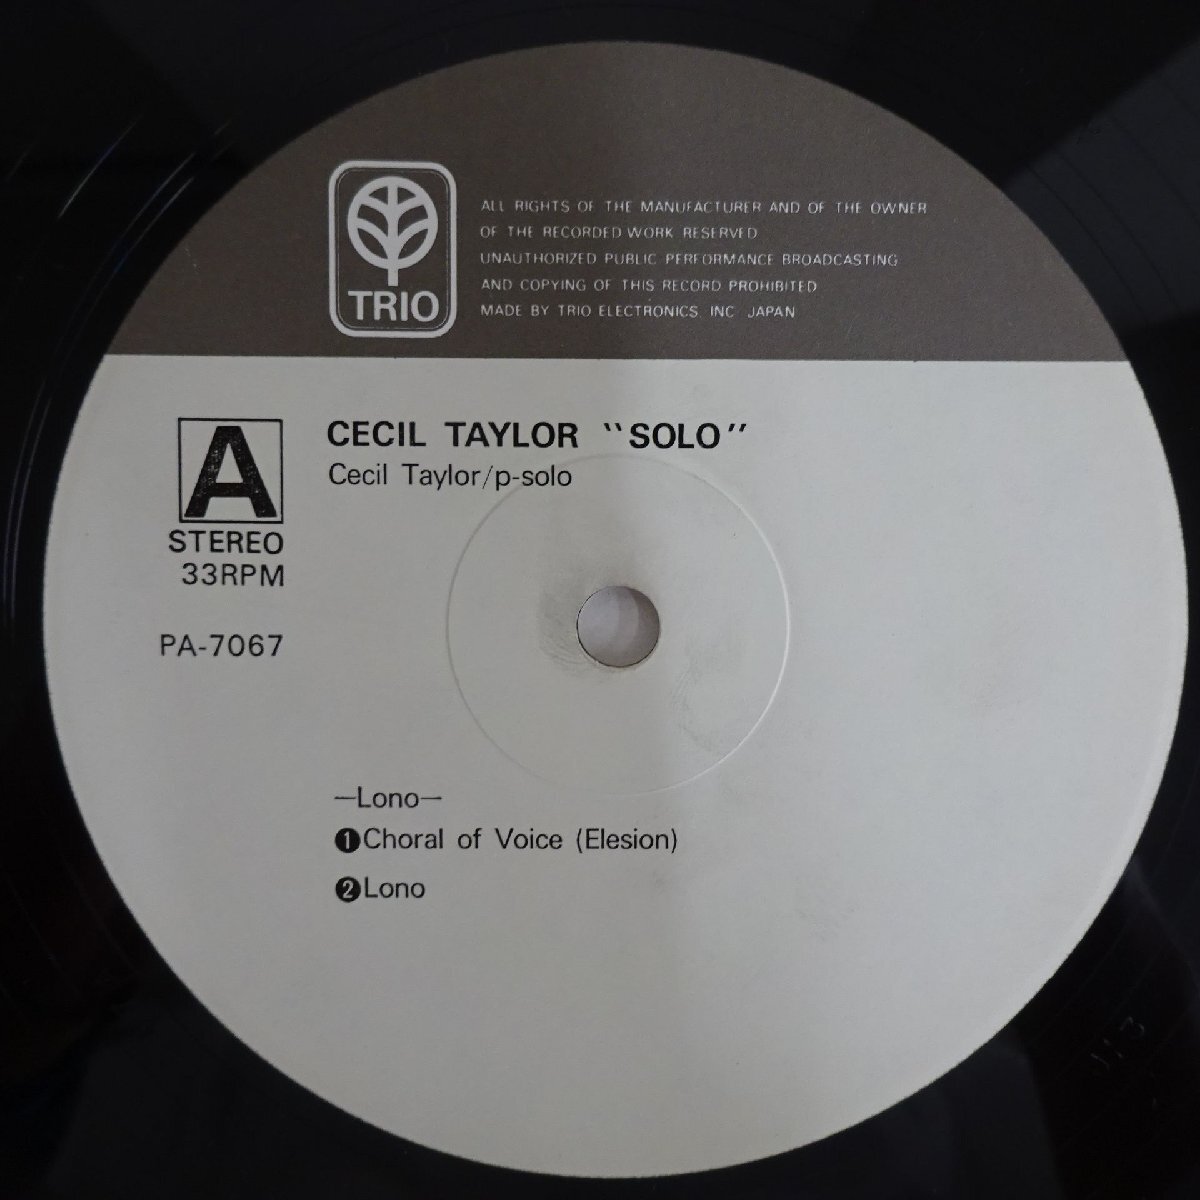 TRIO
ALL RIGHTS OF THE MANUFACTURER AND OF THE OWNER
OF THE RECORDED WORK RESERVED
UNAUTHORIZED PUBLIC PERFORMANCE BROADCASTING
AND COPYING OF THIS RECORD PROHIBITED
MADE BY TRIO ELECTRONICS, INC. JAPAN
A
STEREO
33RPM
PA-7067
CECIL TAYLOR "SOLO"
Cecil Taylor/p-solo
—Lono—
❶Choral of Voice (Elesion)
❷Lono